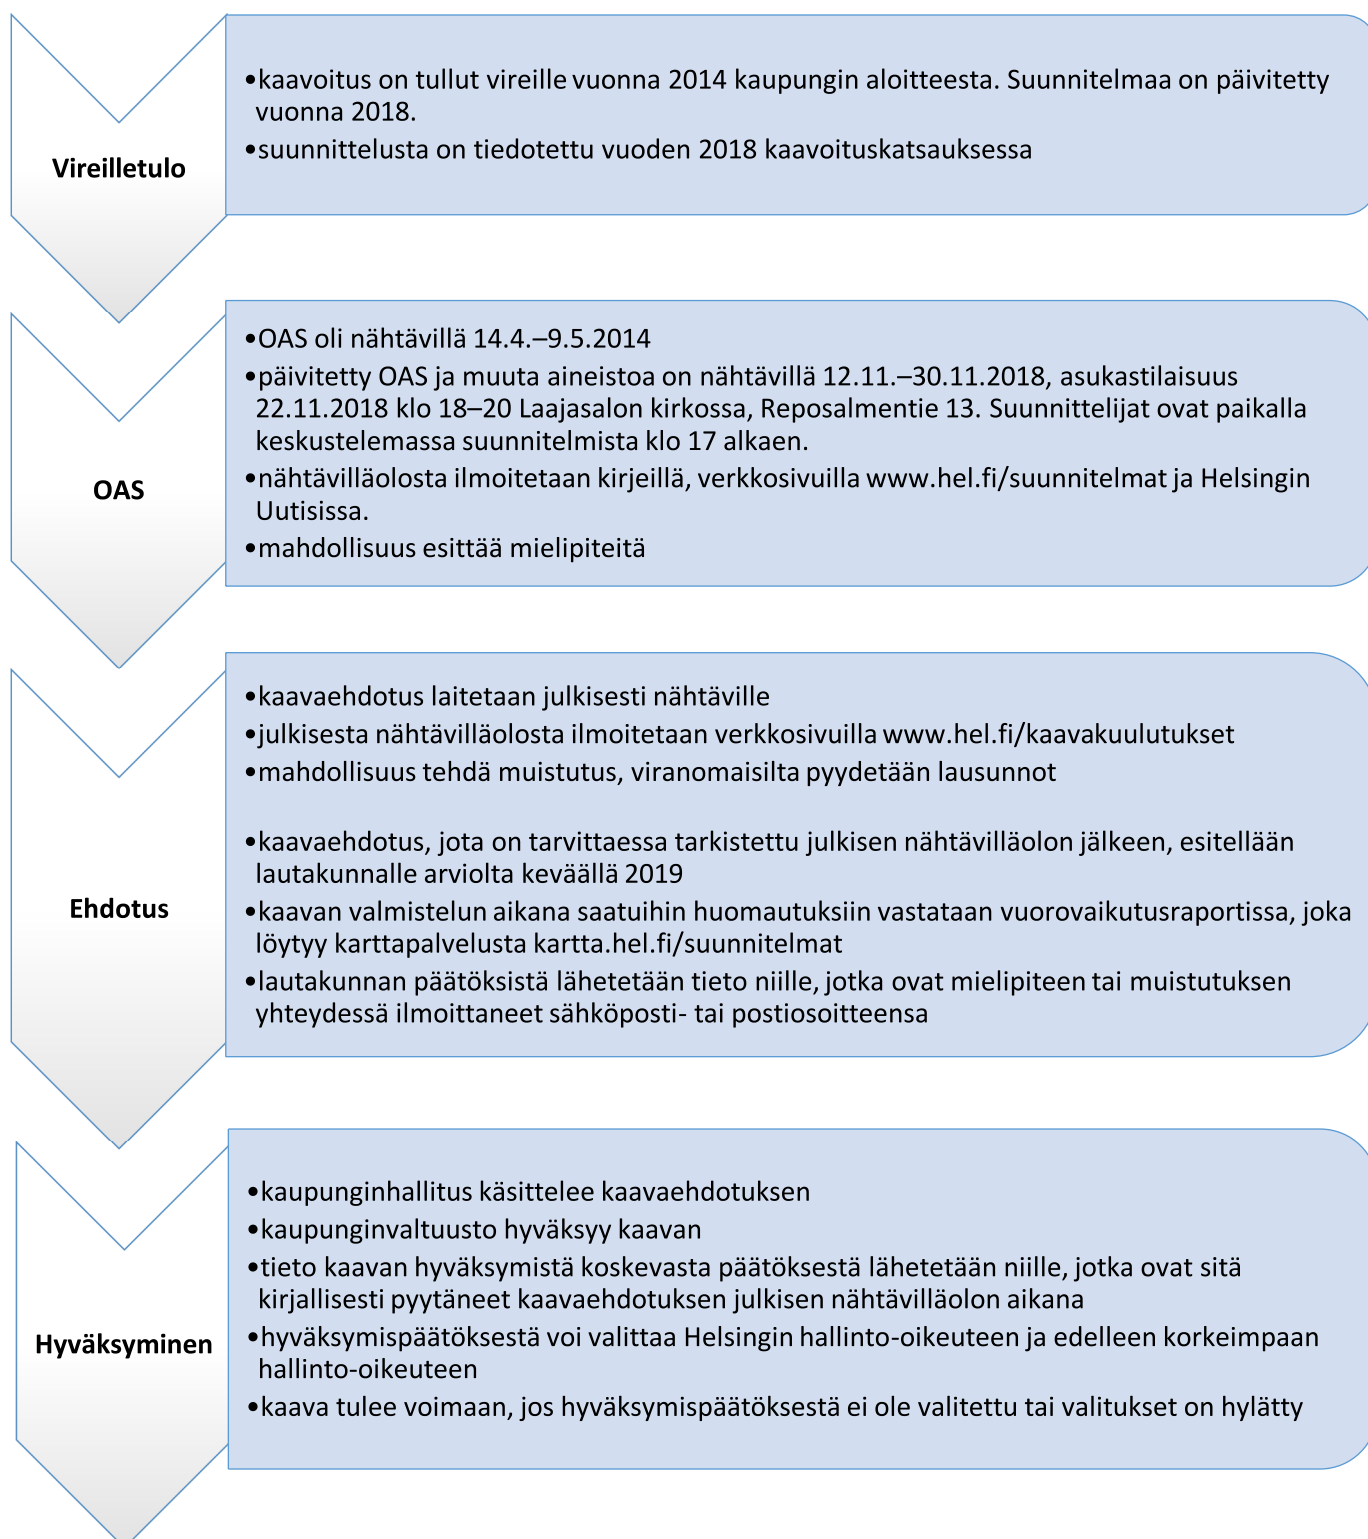 Vireilletulo
•kaavoitus on tullut vireille vuonna 2014 kaupungin aloitteesta. Suunnitelmaa on päivitetty
vuonna 2018.
•suunnittelusta on tiedotettu vuoden 2018 kaavoituskatsauksessa
OAS
•OAS oli nähtävillä 14.4.–9.5.2014
•päivitetty OAS ja muuta aineistoa on nähtävillä 12.11.–30.11.2018, asukastilaisuus
22.11.2018 klo 18–20 Laajasalon kirkossa, Reposalmentie 13. Suunnittelijat ovat paikalla
keskustelemassa suunnitelmista klo 17 alkaen.
•nähtävilläolosta ilmoitetaan kirjeillä, verkkosivuilla www.hel.fi/suunnitelmat ja Helsingin
Uutisissa.
•mahdollisuus esittää mielipiteitä
Ehdotus
•kaavaehdotus laitetaan julkisesti nähtäville
•julkisesta nähtävilläolosta ilmoitetaan verkkosivuilla www.hel.fi/kaavakuulutukset
•mahdollisuus tehdä muistutus, viranomaisilta pyydetään lausunnot
•kaavaehdotus, jota on tarvittaessa tarkistettu julkisen nähtävilläolon jälkeen, esitellään
lautakunnalle arviolta keväällä 2019
•kaavan valmistelun aikana saatuihin huomautuksiin vastataan vuorovaikutusraportissa, joka
löytyy karttapalvelusta kartta.hel.fi/suunnitelmat
•lautakunnan päätöksistä lähetetään tieto niille, jotka ovat mielipiteen tai muistutuksen
yhteydessä ilmoittaneet sähköposti- tai postiosoitteensa
Hyväksyminen
•kaupunginhallitus käsittelee kaavaehdotuksen
•kaupunginvaltuusto hyväksyy kaavan
•tieto kaavan hyväksymistä koskevasta päätöksestä lähetetään niille, jotka ovat sitä
kirjallisesti pyytäneet kaavaehdotuksen julkisen nähtävilläolon aikana
•hyväksymispäätöksestä voi valittaa Helsingin hallinto-oikeuteen ja edelleen korkeimpaan
hallinto-oikeuteen
•kaava tulee voimaan, jos hyväksymispäätöksestä ei ole valitettu tai valitukset on hylätty